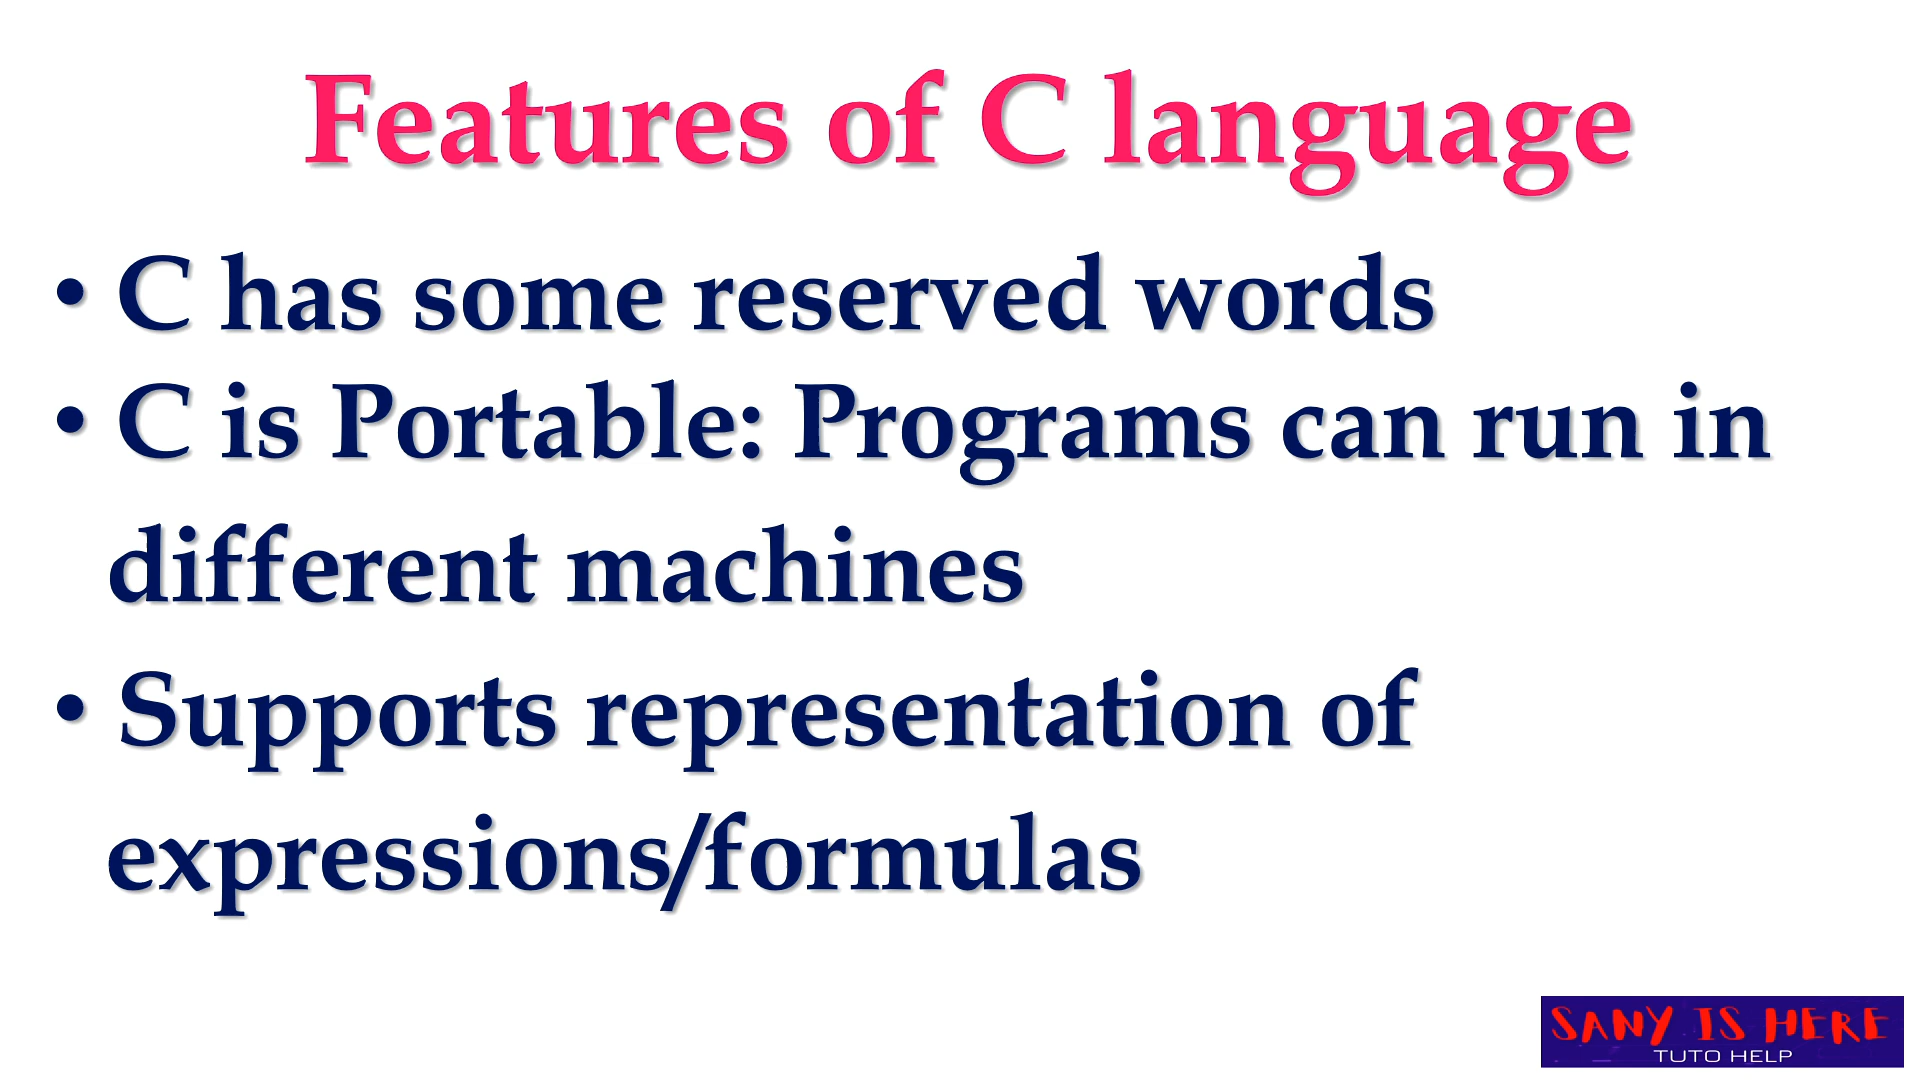 Features of C language
• C has some reserved words
• C is Portable: Programs can run in
different machines
• Supports representation of
expressions/formulas
SANY IS HERE
TUTO HELP